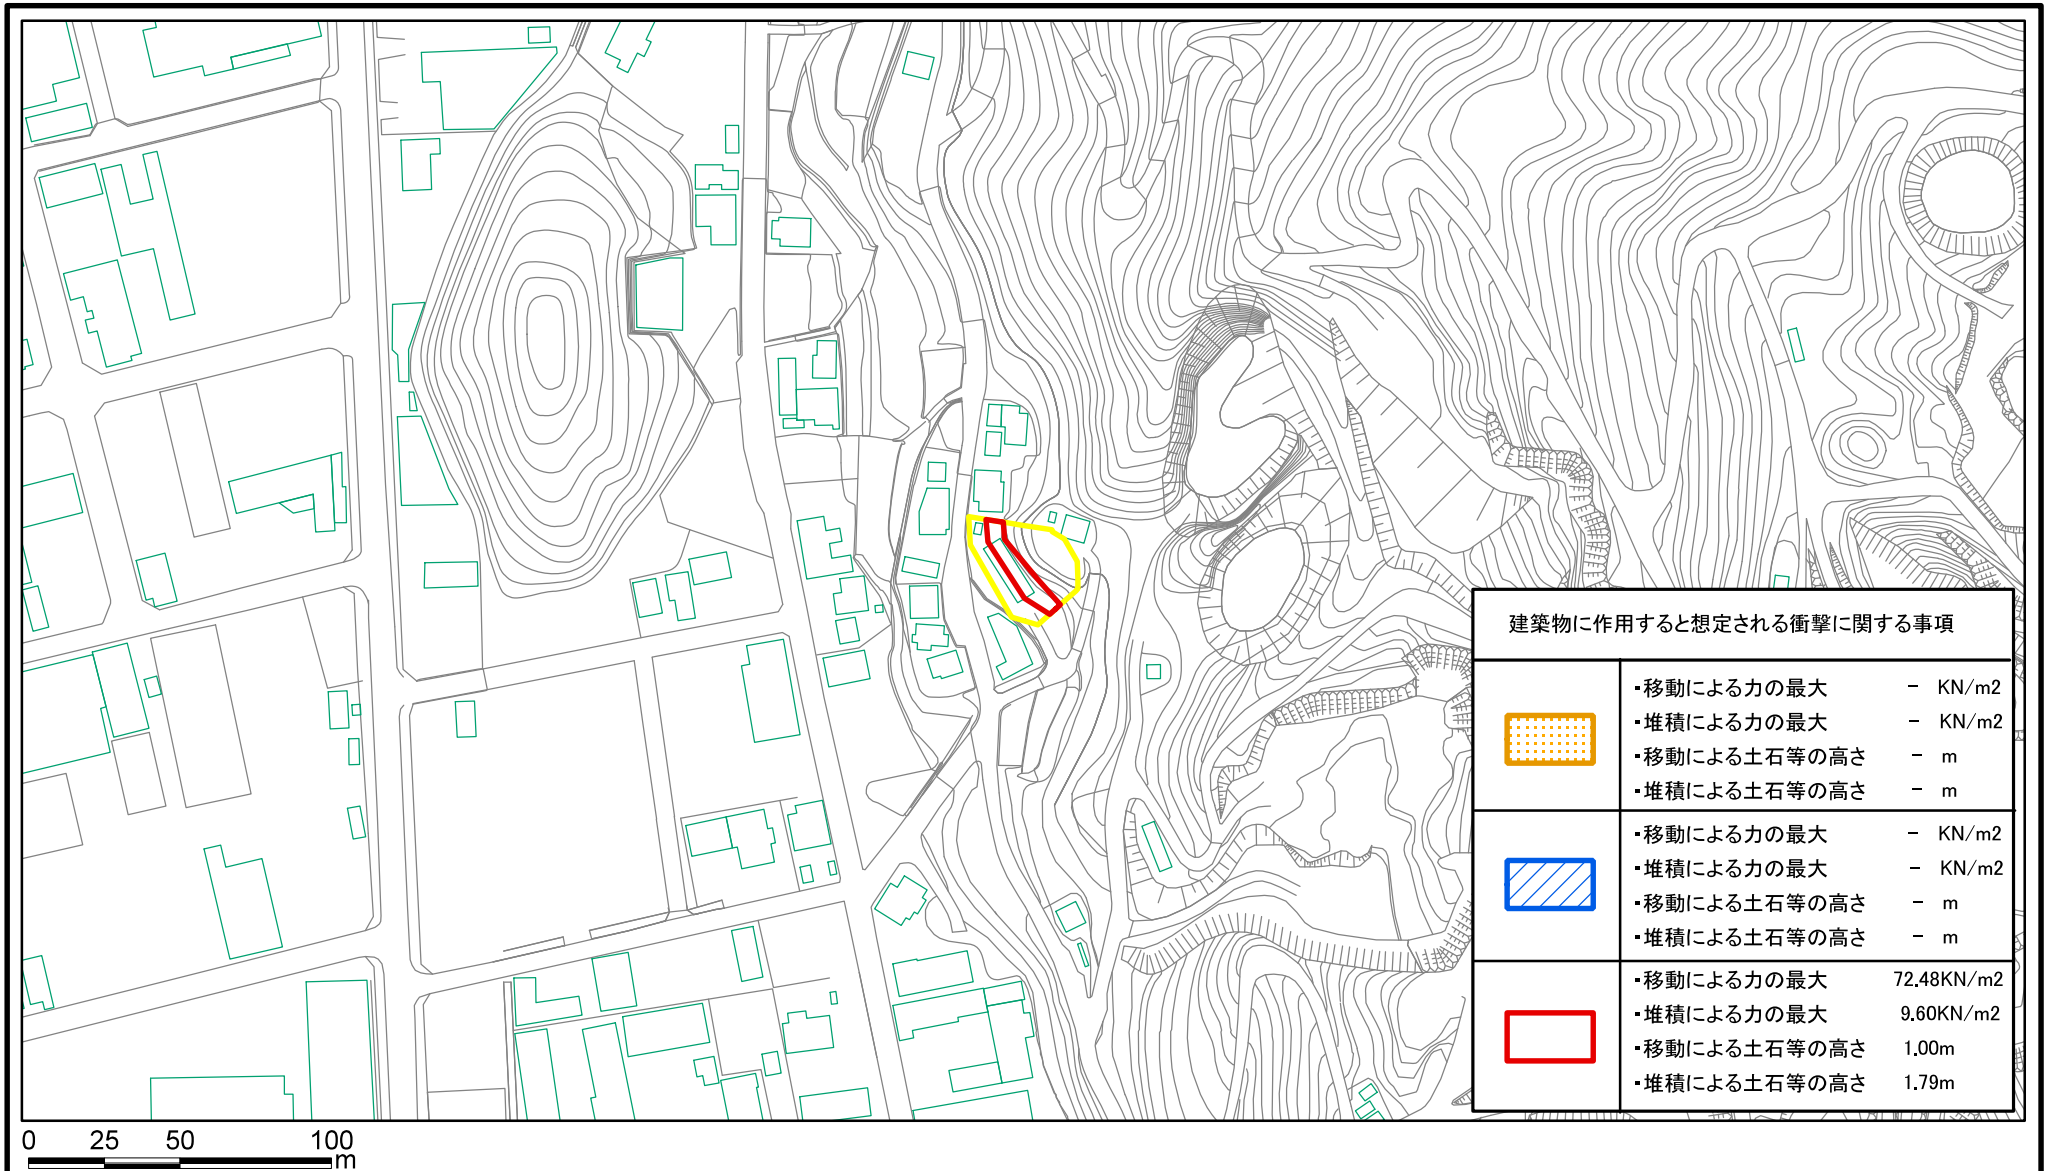 建築物に作用すると想定される衝撃に関する事項
・移動による力の最大 － KN/m2
・堆積による力の最大 － KN/m2
・移動による土石等の高さ － m
・堆積による土石等の高さ － m
・移動による力の最大 － KN/m2
・堆積による力の最大 － KN/m2
・移動による土石等の高さ － m
・堆積による土石等の高さ － m
・移動による力の最大 72.48KN/m2
・堆積による力の最大 9.60KN/m2
・移動による土石等の高さ 1.00m
・堆積による土石等の高さ 1.79m
0 25 50 100
m